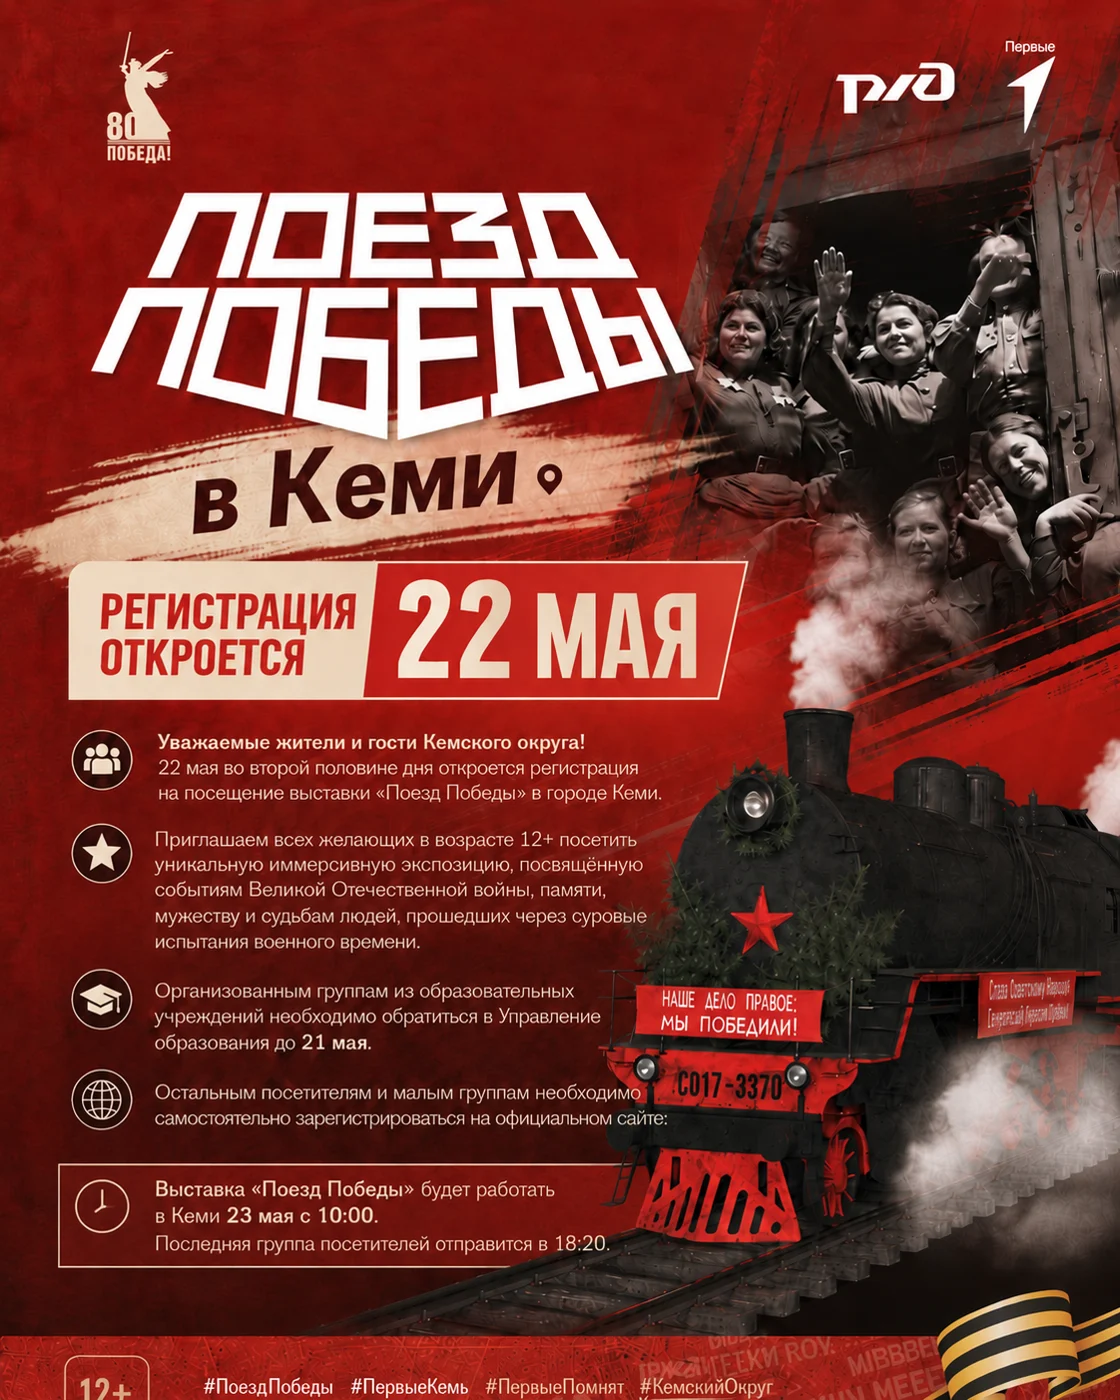 80
ПОБЕДА!
РЖД
Первые
ПОЕЗД
ПОБЕДЫ
в Кеми
РЕГИСТРАЦИЯ
ОТКРОЕТСЯ
22 МАЯ
Уважаемые жители и гости Кемского округа!
22 мая во второй половине дня откроется регистрация
на посещение выставки «Поезд Победы» в городе Кеми.
Приглашаем всех желающих в возрасте 12+ посетить
уникальную иммерсивную экспозицию, посвящённую
событиям Великой Отечественной войны, памяти,
мужеству и судьбам людей, прошедших через суровые
испытания военного времени.
Организованным группам из образовательных
учреждений необходимо обратиться в Управление
образования до 21 мая.
Остальным посетителям и малым группам необходимо
самостоятельно зарегистрироваться на официальном сайте:
НАШЕ ДЕЛО ПРАВОЕ;
МЫ ПОБЕДИЛИ!
Слава Советскому
СО17-3370
Выставка «Поезд Победы» будет работать
в Кеми 23 мая с 10:00.
Последняя группа посетителей отправится в 18:20.
12+
#ПоездПобеды #ПервыеКемь #ПервыеПомнят #КемскийОкруг